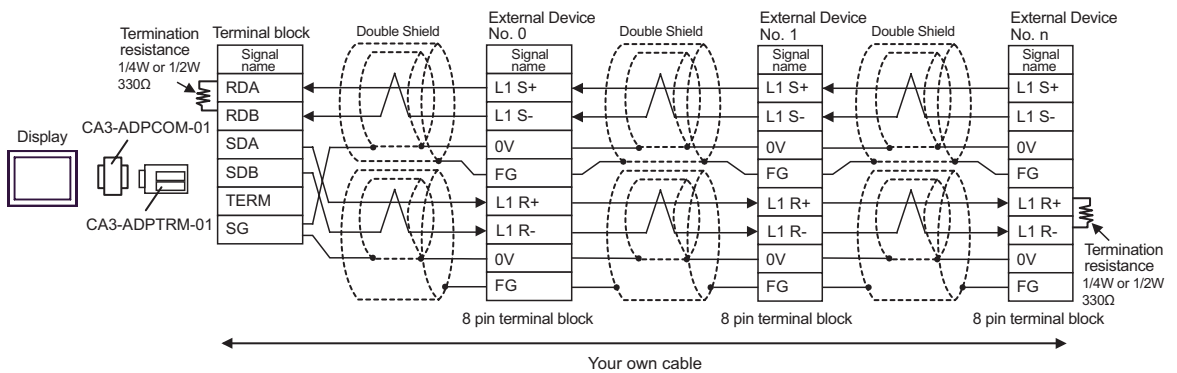 Display
CA3-ADPCOM-01
CA3-ADPTRM-01
Termination
resistance
1/4W or 1/2W
330Ω
Terminal block
Signal
name
RDA
RDB
SDA
SDB
TERM
SG
Double Shield
External Device
No. 0
Signal
name
L1 S+
L1 S-
0V
FG
L1 R+
L1 R-
0V
FG
8 pin terminal block
Double Shield
External Device
No. 1
Signal
name
L1 S+
L1 S-
0V
FG
L1 R+
L1 R-
0V
FG
8 pin terminal block
Double Shield
External Device
No. n
Signal
name
L1 S+
L1 S-
0V
FG
L1 R+
L1 R-
0V
FG
8 pin terminal block
Termination
resistance
1/4W or 1/2W
330Ω
Your own cable